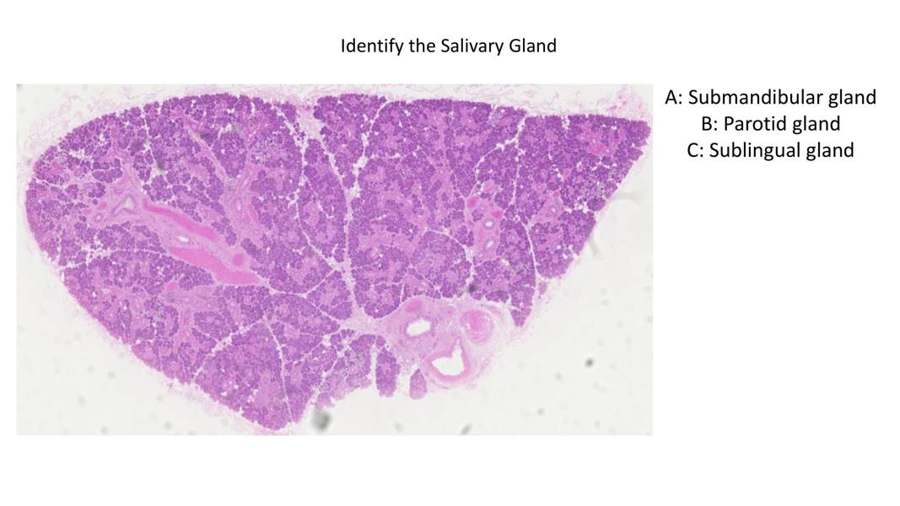 Identify the Salivary Gland
A: Submandibular gland
B: Parotid gland
C: Sublingual gland